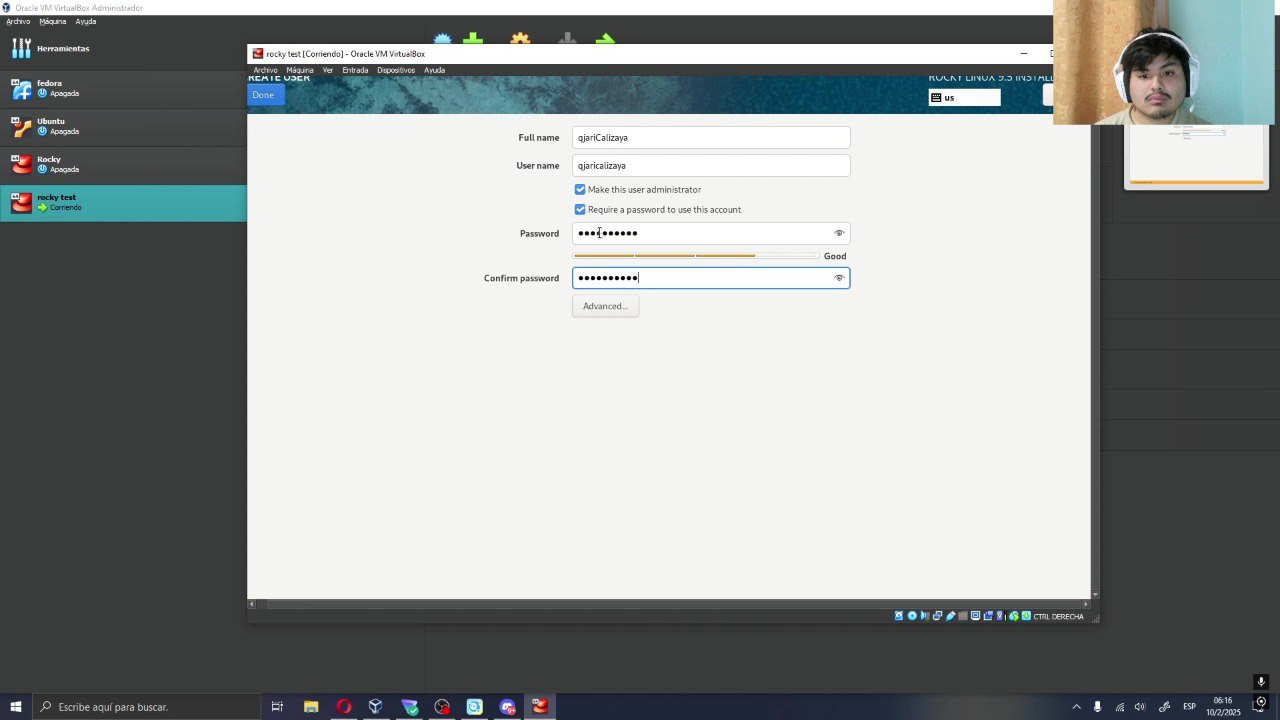 Oracle VM VirtualBox Administrador
Archivo Máquina Ayuda
Herramientas
fedora
Apagada
Ubuntu
Apagada
Rocky
Apagada
rocky test
Corriendo
rocky test [Corriendo] - Oracle VM VirtualBox
Archivo Máquina Ver Entrada Dispositivos Ayuda
REATE USER
ROCKY LINUX 9.5 INSTAL
Done
us
Full name
qjariCalizaya
User name
qjaricalizaya
Make this user administrator
Require a password to use this account
Password
••••••••••
Good
Confirm password
••••••••••
Advanced...
CTRL DERECHA
Escribe aquí para buscar.
ESP
06:16
10/2/2025